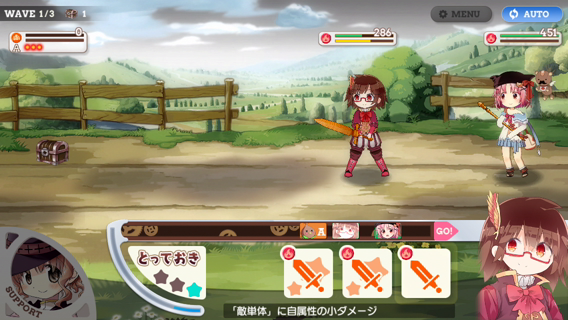 WAVE 1/3 1 MENU AUTO
0 286 451
A
A GO!
とっておき
SUPPORT
「敵単体」に自属性の小ダメージ